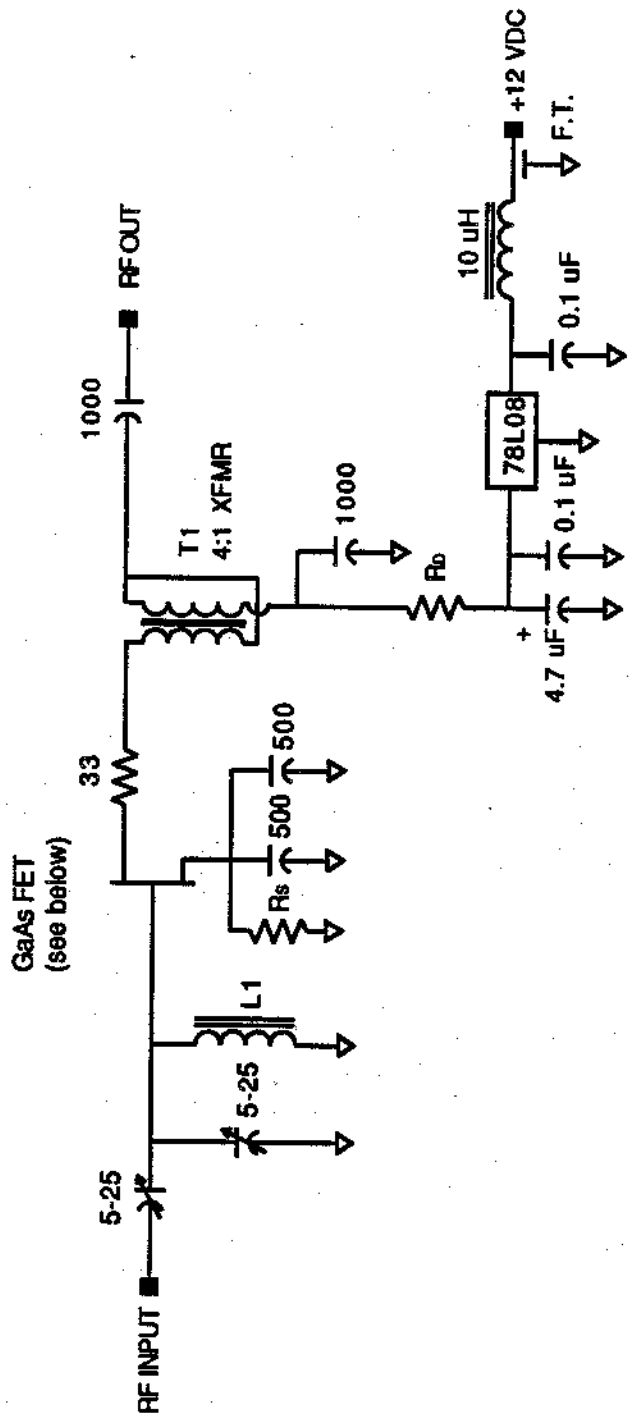 GaAs FET
(see below)
RF INPUT
5-25
5-25
L1
Rs
500
500
33
T1
4:1 XFMR
1000
RF OUT
1000
RD
+
4.7 uF
0.1 uF
78L08
0.1 uF
10 uH
+12 VDC
F.T.